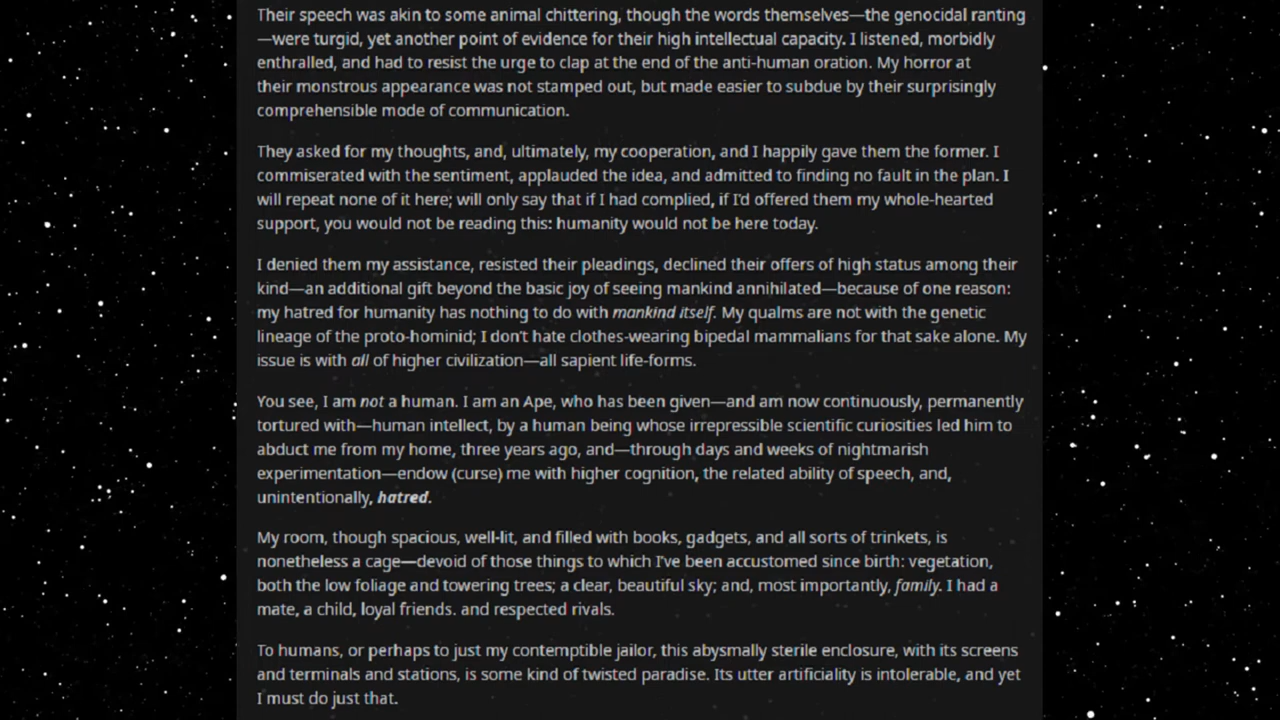 Their speech was akin to some animal chittering, though the words themselves—the genocidal ranting
—were turgid, yet another point of evidence for their high intellectual capacity. I listened, morbidly
enthralled, and had to resist the urge to clap at the end of the anti-human oration. My horror at
their monstrous appearance was not stamped out, but made easier to subdue by their surprisingly
comprehensible mode of communication.
They asked for my thoughts, and, ultimately, my cooperation, and I happily gave them the former. I
commiserated with the sentiment, applauded the idea, and admitted to finding no fault in the plan. I
will repeat none of it here; will only say that if I had complied, if I'd offered them my whole-hearted
support, you would not be reading this: humanity would not be here today.
I denied them my assistance, resisted their pleadings, declined their offers of high status among their
kind—an additional gift beyond the basic joy of seeing mankind annihilated—because of one reason:
my hatred for humanity has nothing to do with mankind itself. My qualms are not with the genetic
lineage of the proto-hominid; I don't hate clothes-wearing bipedal mammalians for that sake alone. My
issue is with all of higher civilization—all sapient life-forms.
You see, I am not a human. I am an Ape, who has been given—and am now continuously, permanently
tortured with—human intellect, by a human being whose irrepressible scientific curiosities led him to
abduct me from my home, three years ago, and—through days and weeks of nightmarish
experimentation—endow (curse) me with higher cognition, the related ability of speech, and,
unintentionally, hatred.
My room, though spacious, well-lit, and filled with books, gadgets, and all sorts of trinkets, is
nonetheless a cage—devoid of those things to which I've been accustomed since birth: vegetation,
both the low foliage and towering trees; a clear, beautiful sky; and, most importantly, family. I had a
mate, a child, loyal friends. and respected rivals.
To humans, or perhaps to just my contemptible jailor, this abysmally sterile enclosure, with its screens
and terminals and stations, is some kind of twisted paradise. Its utter artificiality is intolerable, and yet
I must do just that.